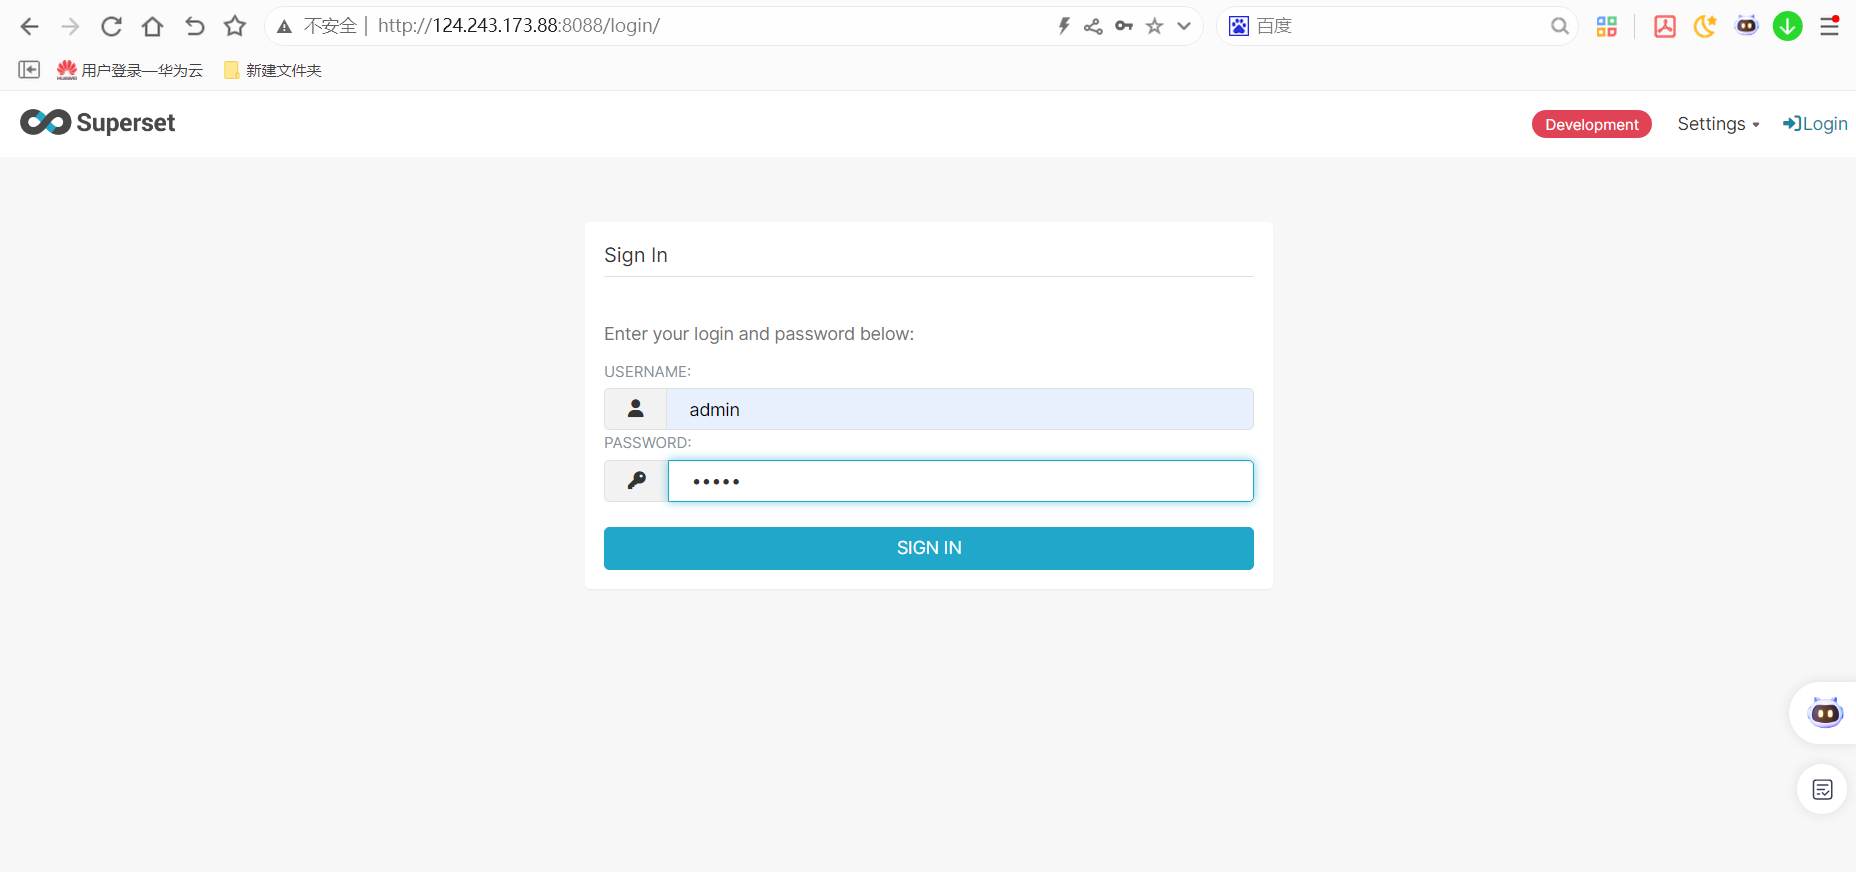 不安全 | http://124.243.173.88:8088/login/
百度
用户登录—华为云
新建文件夹
Superset
Development
Settings
Login
Sign In
Enter your login and password below:
USERNAME:
admin
PASSWORD:
•••••
SIGN IN